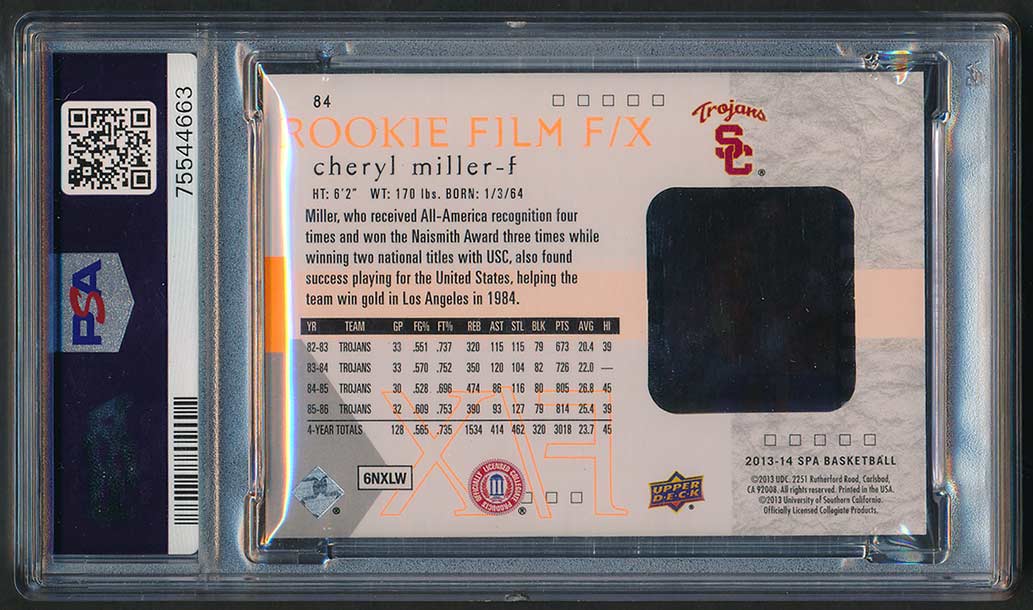 75544663
PSA
84
ROOKIE FILM F/X
cheryl miller-f
HT: 6'2" WT: 170 lbs. BORN: 1/3/64
Miller, who received All-America recognition four
times and won the Naismith Award three times while
winning two national titles with USC, also found
success playing for the United States, helping the
team win gold in Los Angeles in 1984.
YR TEAM GP FG% FT% REB AST STL BLK PTS AVG HI
82-83 TROJANS 33 .551 .737 320 115 115 79 673 20.4 39
83-84 TROJANS 33 .570 .752 350 120 104 82 726 22.0 —
84-85 TROJANS 30 .528 .696 474 86 116 80 805 26.8 45
85-86 TROJANS 32 .609 .753 390 93 127 79 814 25.4 39
4-YEAR TOTALS 128 .565 .735 1534 414 462 320 3018 23.7 45
F/X
6NXLW
®
OFFICIALLY LICENSED COLLEGIATE PRODUCTS
®
UPPER DECK
®
Trojans
SC
®
2013-14 SPA BASKETBALL
©2013 UDC. 2251 Rutherford Road, Carlsbad,
CA 92008. All rights reserved. Printed in the USA.
©2013 University of Southern California.
Officially Licensed Collegiate Products.